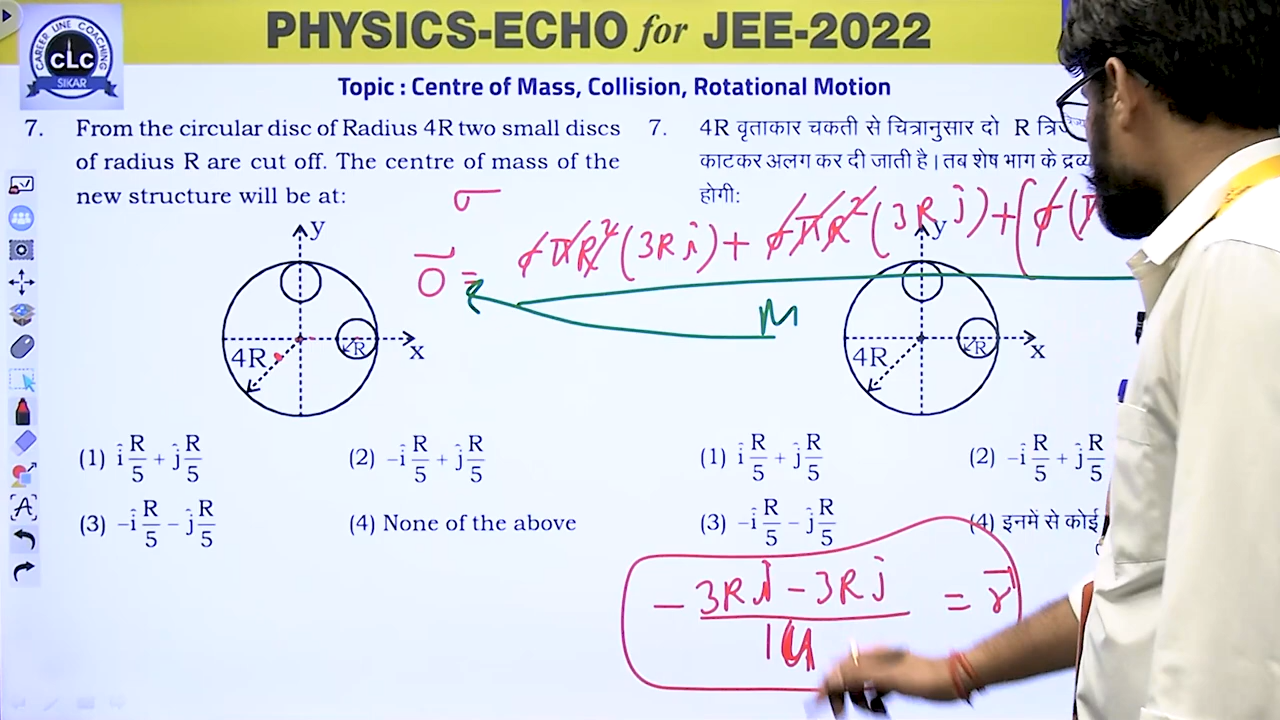 PHYSICS-ECHO for JEE-2022
CAREER LINE COACHING
CLC
SIKAR
Topic : Centre of Mass, Collision, Rotational Motion
7. From the circular disc of Radius 4R two small discs
of radius R are cut off. The centre of mass of the
new structure will be at:
y
4R
R
x
(1) î R/5 + ĵ R/5 (2) -î R/5 + ĵ R/5
(3) -î R/5 - ĵ R/5 (4) None of the above
7. 4R वृताकार चकती से चित्रानुसार दो R
काटकर अलग कर दी जाती है। तब शेष भाग के
होगी:
y
4R
R
x
(1) î R/5 + ĵ R/5 (2) -î R/5 + ĵ R/5
(3) -î R/5 - ĵ R/5 (4) इनमें से कोई
σ
0 = σπR² (3R i) + σπR² (3R j) + (σ(
M
- 3R i - 3R j / 14 = r